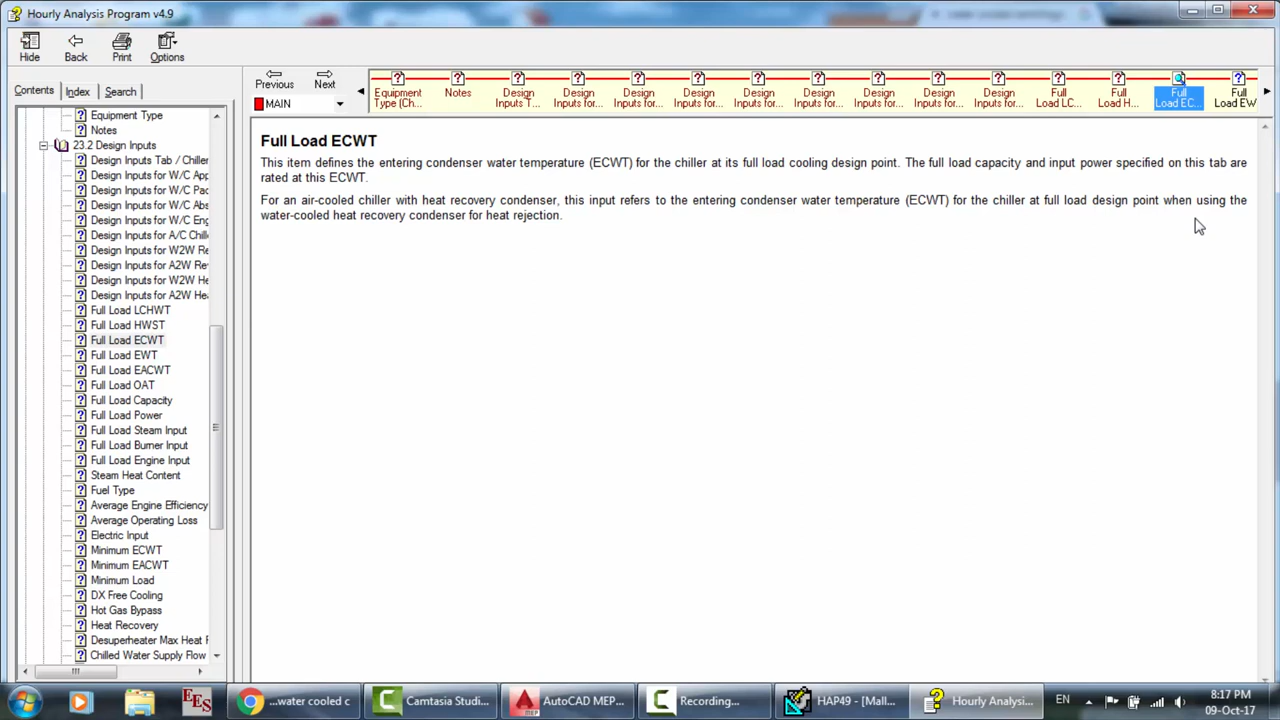 Hourly Analysis Program v4.9
Hide
Back
Print
Options
Contents
Index
Search
Previous
Next
MAIN
Equipment Type (Ch...
Notes
Design Inputs T...
Design Inputs for...
Design Inputs for...
Design Inputs for...
Design Inputs for...
Design Inputs for...
Design Inputs for...
Design Inputs for...
Design Inputs for...
Full Load LC...
Full Load H...
Full Load EC...
Full Load EW
Equipment Type
Notes
23.2 Design Inputs
Design Inputs Tab / Chiller
Design Inputs for W/C App
Design Inputs for W/C Pac
Design Inputs for W/C Abs
Design Inputs for W/C Eng
Design Inputs for A/C Chill
Design Inputs for W2W Re
Design Inputs for A2W Re
Design Inputs for W2W He
Design Inputs for A2W Hea
Full Load LCHWT
Full Load HWST
Full Load ECWT
Full Load EWT
Full Load EACWT
Full Load OAT
Full Load Capacity
Full Load Power
Full Load Steam Input
Full Load Burner Input
Full Load Engine Input
Steam Heat Content
Fuel Type
Average Engine Efficiency
Average Operating Loss
Electric Input
Minimum ECWT
Minimum EACWT
Minimum Load
DX Free Cooling
Hot Gas Bypass
Heat Recovery
Desuperheater Max Heat F
Chilled Water Supply Flow
Full Load ECWT
This item defines the entering condenser water temperature (ECWT) for the chiller at its full load cooling design point. The full load capacity and input power specified on this tab are
rated at this ECWT.
For an air-cooled chiller with heat recovery condenser, this input refers to the entering condenser water temperature (ECWT) for the chiller at full load design point when using the
water-cooled heat recovery condenser for heat rejection.
EES
...water cooled c
Camtasia Studi...
AutoCAD MEP...
Recording...
HAP49 - [Mall...
Hourly Analysi...
EN
8:17 PM
09-Oct-17